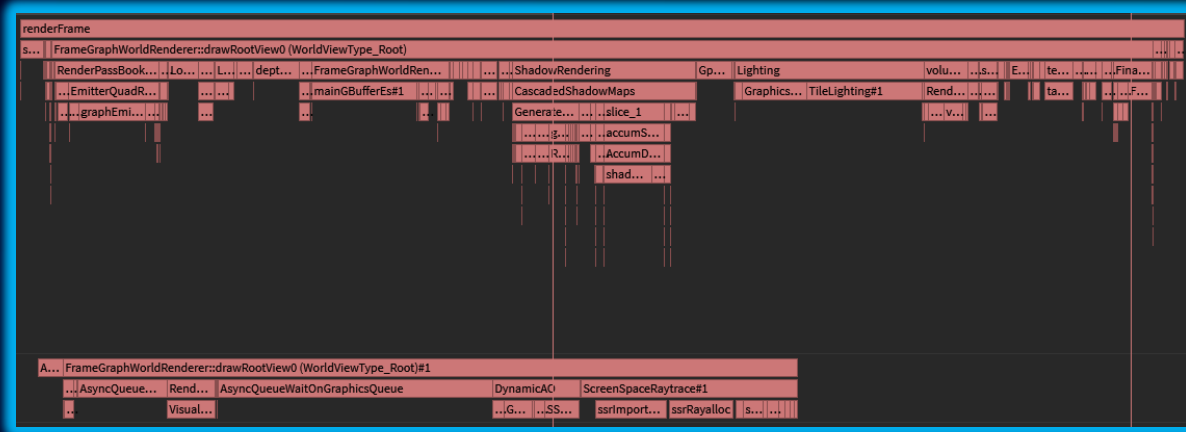 renderFrame
s... FrameGraphWorldRenderer::drawRootView0 (WorldViewType_Root) ... ...
RenderPassBook... ... Lo... ... L... ... dept... ... FrameGraphWorldRen... ... ... ShadowRendering Gp... Lighting volu... ... s... E... ... te... ... ... Fina... ...
... EmitterQuadR... ... ... ... mainGBufferEs#1 ... ... ... CascadedShadowMaps Graphics... TileLighting#1 Rend... ... ... ta... ... ... F...
... ... graphEmi... ... ... ... ... ... Generate... ... ... slice_1 ... ... ... v... ... ...
... ... g... ... ... accumS...
... ... R... ... AccumD...
shad... ...
A... FrameGraphWorldRenderer::drawRootView0 (WorldViewType_Root)#1
... AsyncQueue... Rend... AsyncQueueWaitOnGraphicsQueue DynamicAO ScreenSpaceRaytrace#1
... Visual... ... G... ... SS... ssrImport... ssrRayalloc s... ...